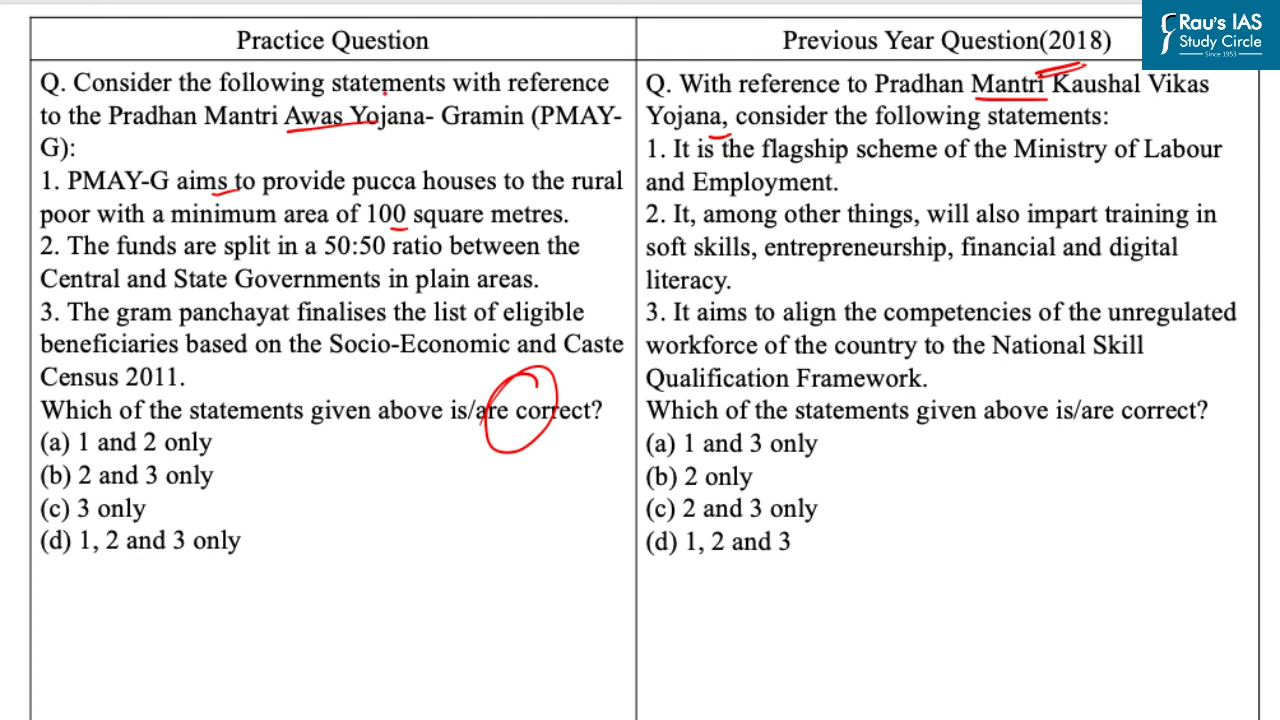 Rau's IAS
Study Circle
Since 1953
Practice Question
Previous Year Question(2018)
Q. Consider the following statements with reference
to the Pradhan Mantri Awas Yojana- Gramin (PMAY-
G):
1. PMAY-G aims to provide pucca houses to the rural
poor with a minimum area of 100 square metres.
2. The funds are split in a 50:50 ratio between the
Central and State Governments in plain areas.
3. The gram panchayat finalises the list of eligible
beneficiaries based on the Socio-Economic and Caste
Census 2011.
Which of the statements given above is/are correct?
(a) 1 and 2 only
(b) 2 and 3 only
(c) 3 only
(d) 1, 2 and 3 only
Q. With reference to Pradhan Mantri Kaushal Vikas
Yojana, consider the following statements:
1. It is the flagship scheme of the Ministry of Labour
and Employment.
2. It, among other things, will also impart training in
soft skills, entrepreneurship, financial and digital
literacy.
3. It aims to align the competencies of the unregulated
workforce of the country to the National Skill
Qualification Framework.
Which of the statements given above is/are correct?
(a) 1 and 3 only
(b) 2 only
(c) 2 and 3 only
(d) 1, 2 and 3